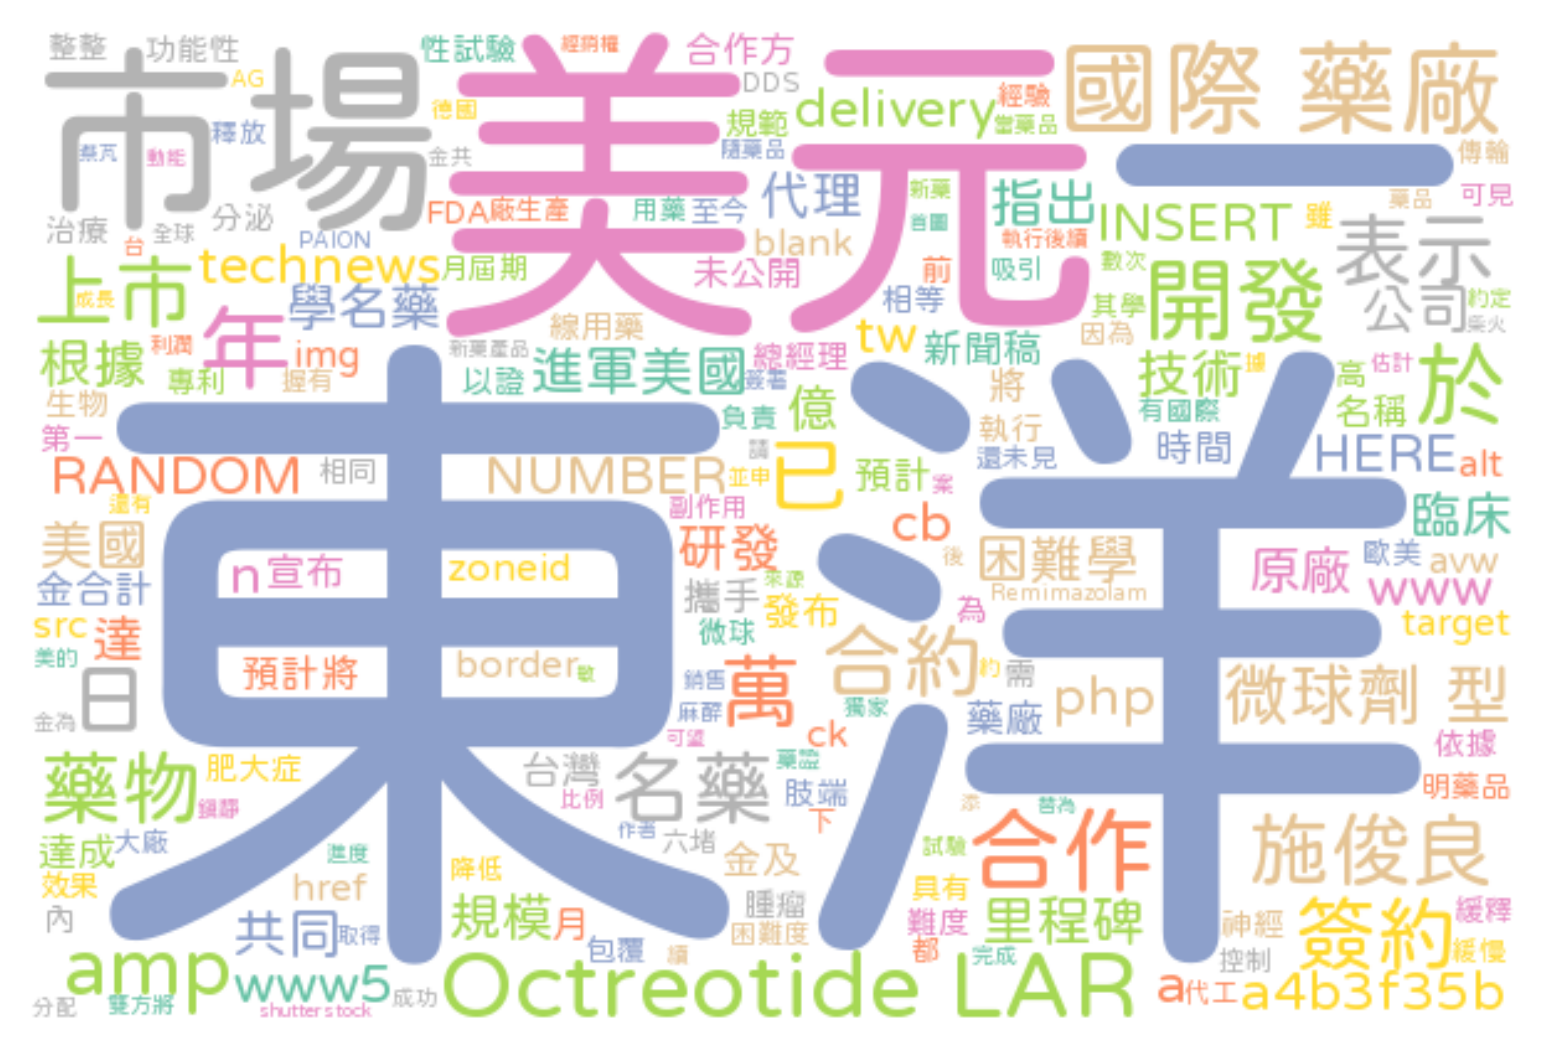 整整
功能性
性試驗
經銷權
合作方
國際 藥廠
市場
AG
德國
美元
DDS
delivery
經驗
當藥品
規範
釋放
蔡芃
動能
金共
隨藥品
一
傳輸
治療
分泌
台
全球
PAION
FDA
廠生產
用藥
至今
代理
新藥
首圖
指出
執行後續
INSERT
雖
藥品
可見
表示
上市
technews
月屆期
blank
未公開
前
吸引
數次
開發
成長
學名藥
線用藥
相等
其學
因為
公司
約定
柴火
根據
利潤
年
img
新藥產品
進軍美國
總經理
tw
新聞稿
技術
據
高
估計
於
專利
握有
以證
簽署
將
有國際
名稱
生物
第一
負責
億
執行
還未見
時間
HERE
alt
RANDOM
相同
NUMBER
並申
請
已
預計
案
還有
副作用
cb
臨床
美國
東洋
n
宣布
zoneid
研發
後
困難學
原廠
歐美
avw
金合計
攜手
來源
發布
Remimazolam
www
src
達
微球
為
target
美的
預計將
border
敏
銷售
萬
合約
約
需
php
微球劑 型
日
金為
麻醉
獨家
藥廠
可望
ck
依據
藥物
肥大症
台灣
名藥
藥證
肢端
明藥品
鎮靜
比例
下
添
替為
達成
大廠
進度
作者
六堵
試驗
合作
施俊良
效果
href
降低
金及
具有
內
共同
取得
規模
月
腫瘤
困難度
難度
里程碑
神經
簽約
緩釋
包覆
續
都
完成
控制
緩慢
amp
www5
Octreotide LAR
a
代工
a4b3f35b
分配
雙方將
shutterstock
成功